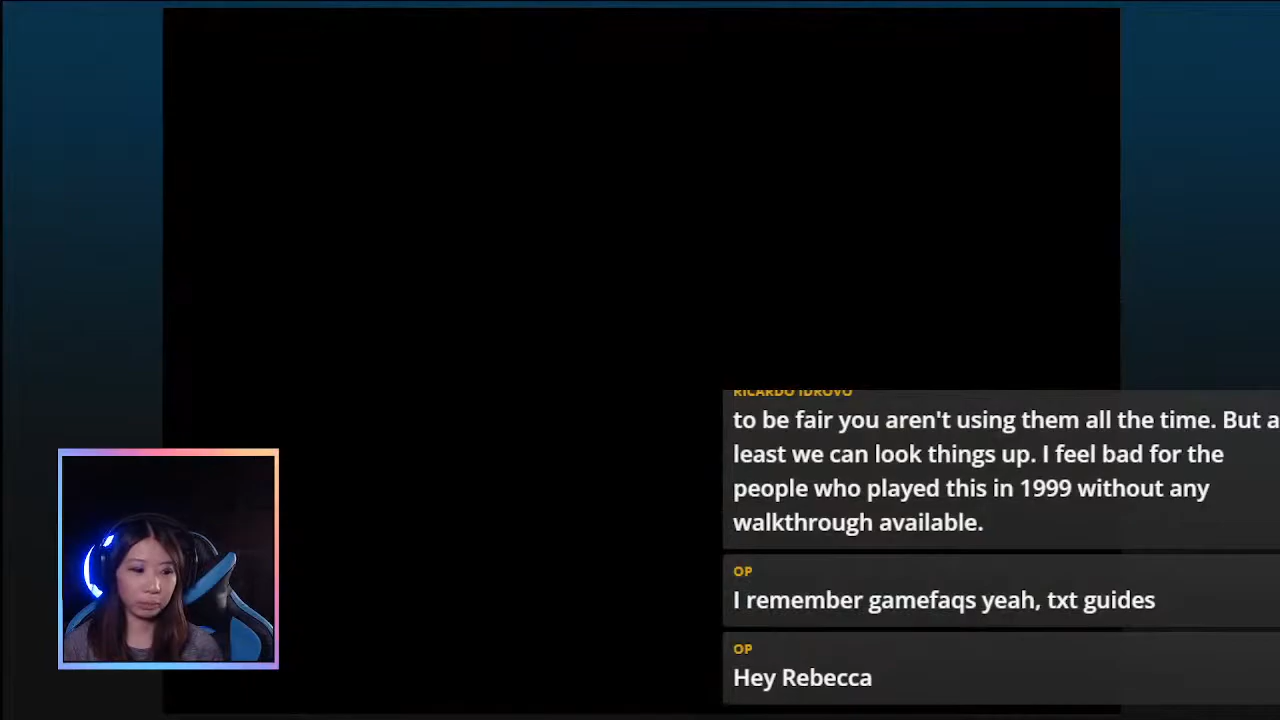 RICARDO IDROVO
to be fair you aren't using them all the time. But a
least we can look things up. I feel bad for the
people who played this in 1999 without any
walkthrough available.
OP
I remember gamefaqs yeah, txt guides
OP
Hey Rebecca